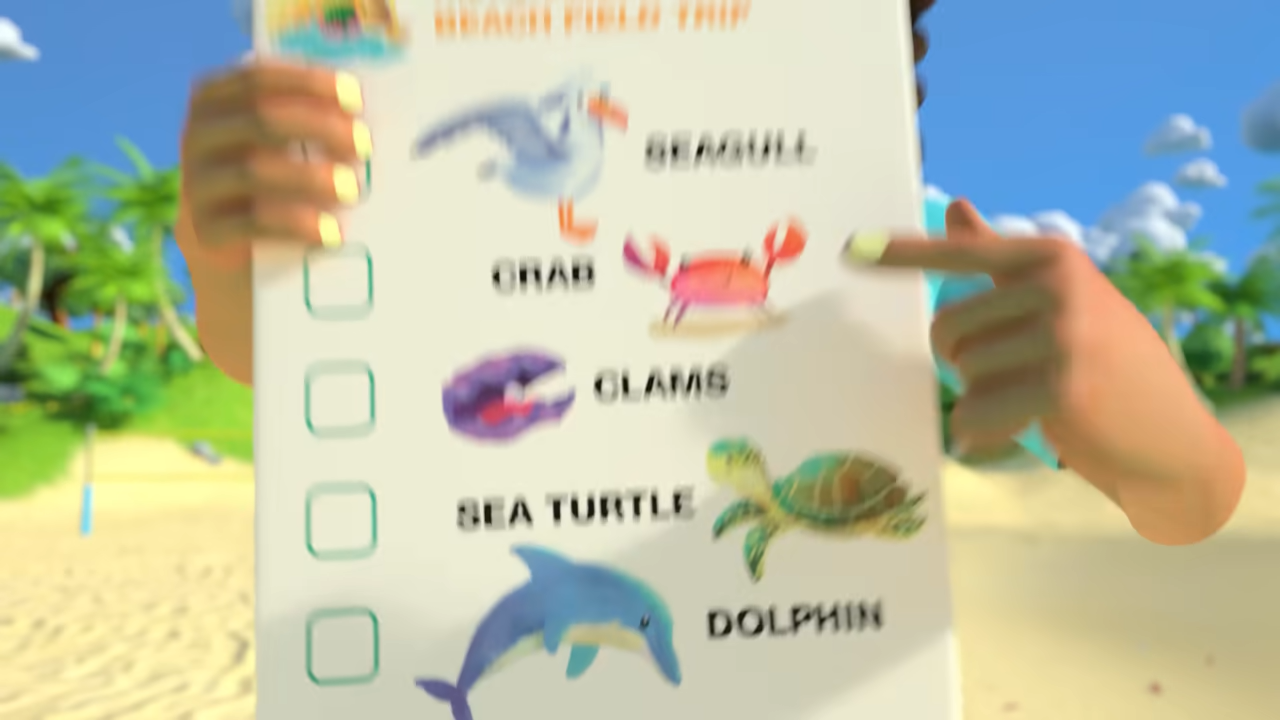 BEACH FIELD TRIP
SEAGULL
CRAB
CLAMS
SEA TURTLE
DOLPHIN